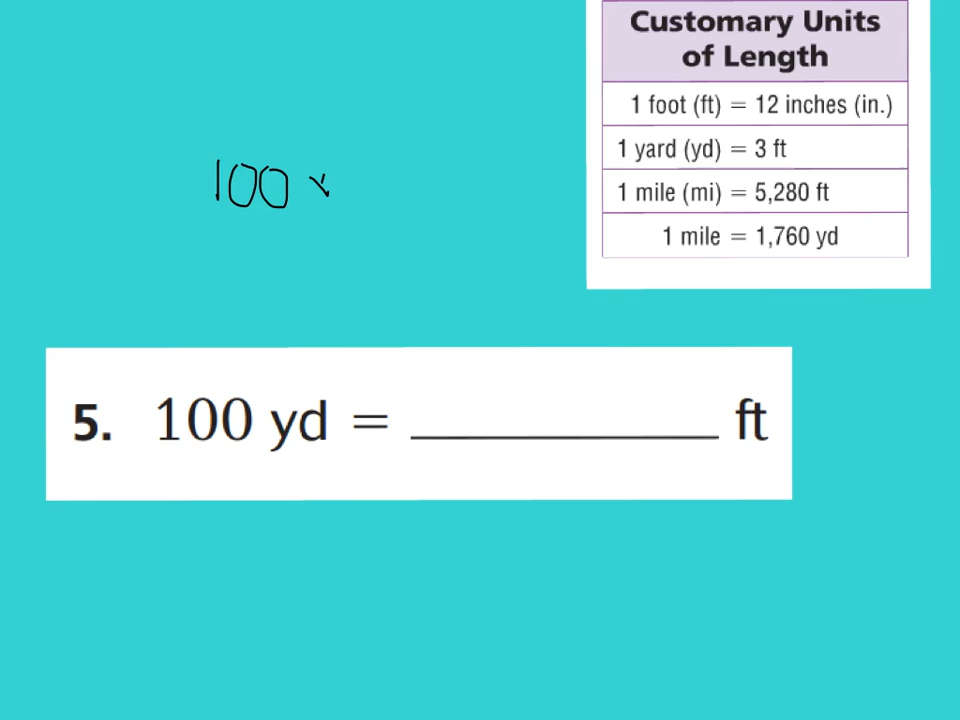 Customary Units
of Length
1 foot (ft) = 12 inches (in.)
1 yard (yd) = 3 ft
1 mile (mi) = 5,280 ft
1 mile = 1,760 yd
100 ×
5. 100 yd = __________ ft